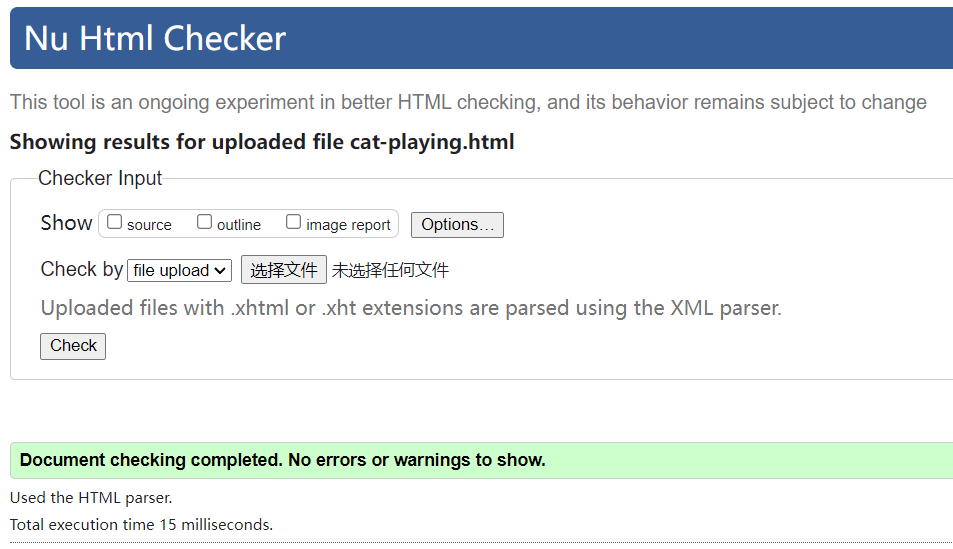 Nu Html Checker
This tool is an ongoing experiment in better HTML checking, and its behavior remains subject to change
Showing results for uploaded file cat-playing.html
Checker Input
Show source outline image report Options...
Check by file upload 选择文件 未选择任何文件
Uploaded files with .xhtml or .xht extensions are parsed using the XML parser.
Check
Document checking completed. No errors or warnings to show.
Used the HTML parser.
Total execution time 15 milliseconds.